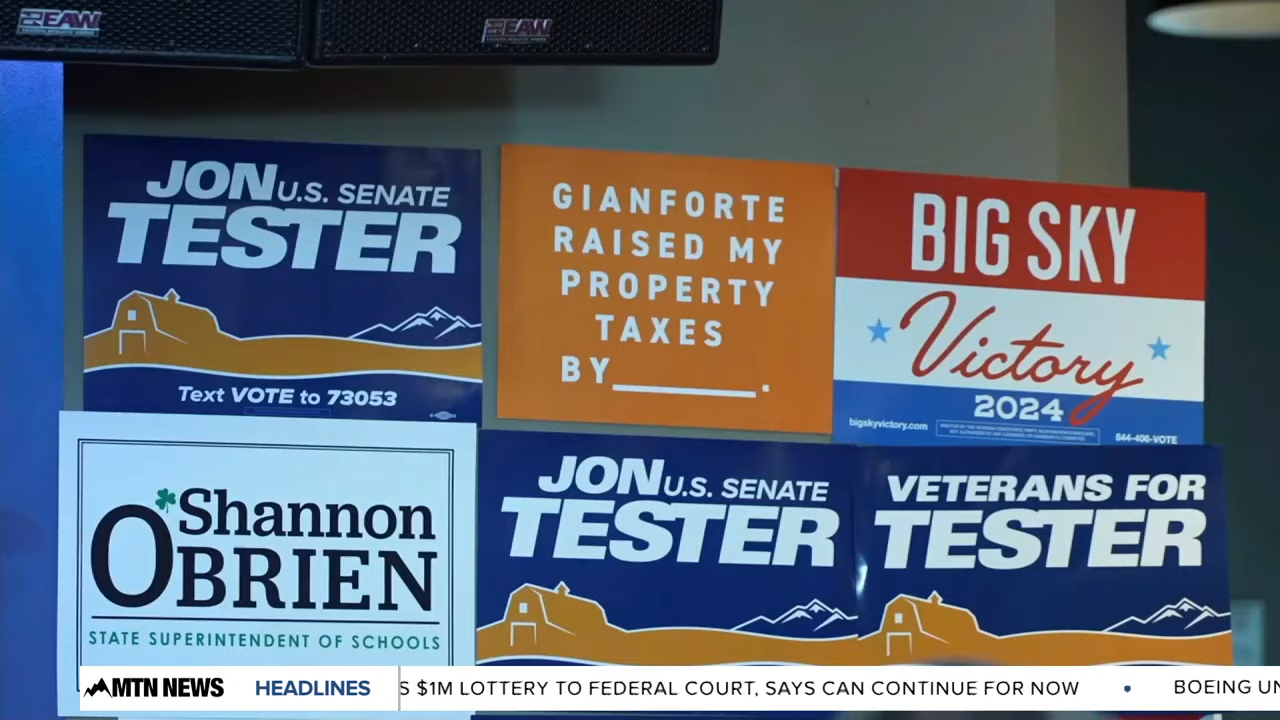 EAW
EAW
JON U.S. SENATE
TESTER
Text VOTE to 73053
GIANFORTE
RAISED MY
PROPERTY
TAXES
BY________.
BIG SKY
Victory
2024
bigskyvictory.com
844-406-VOTE
Shannon
O'BRIEN
STATE SUPERINTENDENT OF SCHOOLS
JON U.S. SENATE
TESTER
VETERANS FOR
TESTER
MTN NEWS HEADLINES S $1M LOTTERY TO FEDERAL COURT, SAYS CAN CONTINUE FOR NOW • BOEING UN